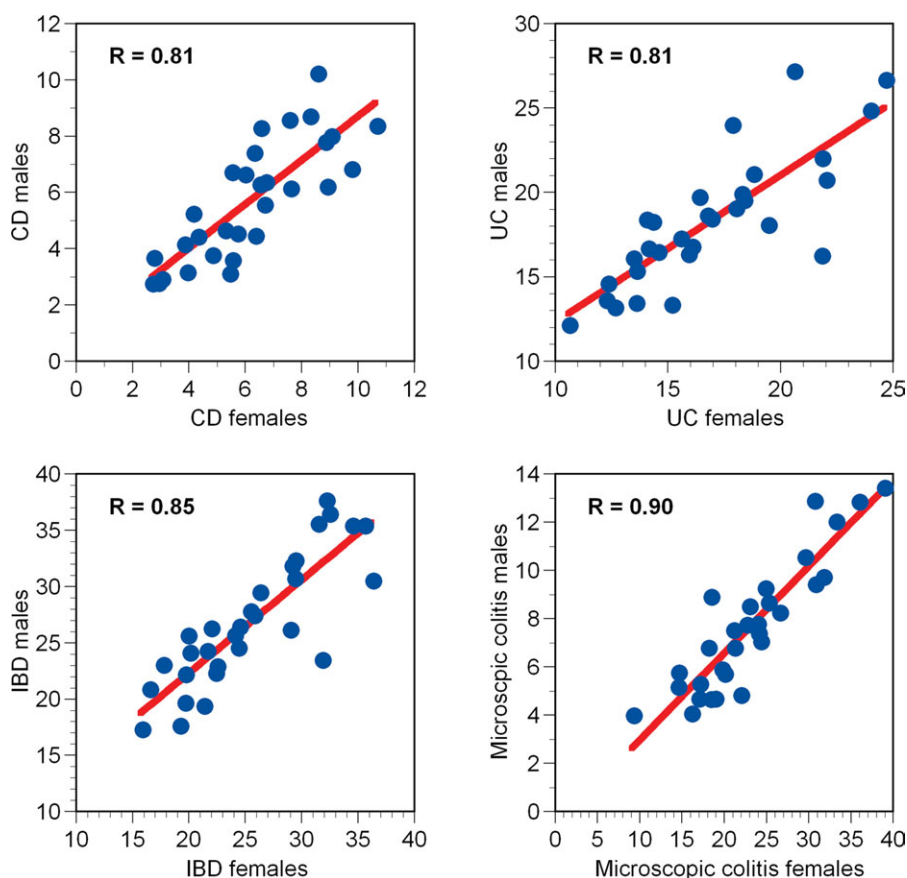 R = 0.81
12
10
8
6
4
2
0
CD males
0 2 4 6 8 10 12
CD females
R = 0.81
30
25
20
15
10
UC males
10 15 20 25
UC females
R = 0.85
40
35
30
25
20
15
10
IBD males
10 15 20 25 30 35 40
IBD females
R = 0.90
14
12
10
8
6
4
2
0
Microscpic colitis males
0 5 10 15 20 25 30 35 40
Microscopic colitis females